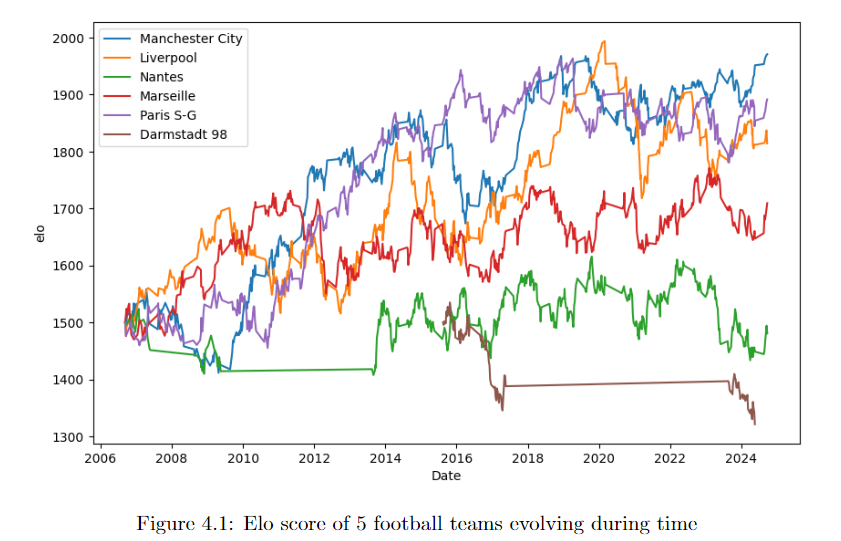 2000
1900
1800
1700
1600
1500
1400
1300
elo
Manchester City
Liverpool
Nantes
Marseille
Paris S-G
Darmstadt 98
2006 2008 2010 2012 2014 2016 2018 2020 2022 2024
Date
Figure 4.1: Elo score of 5 football teams evolving during time